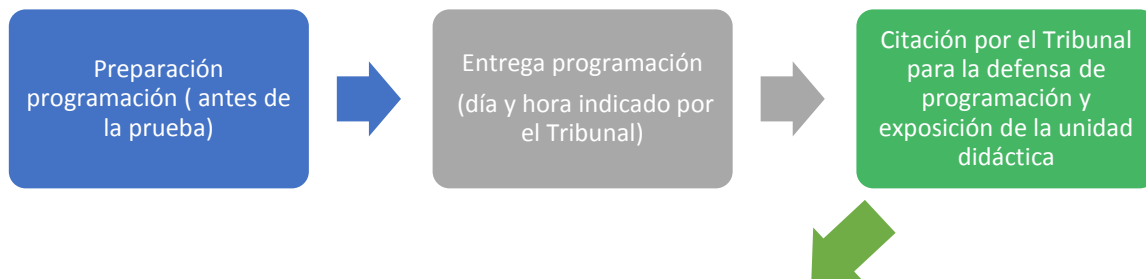 Preparación
programación ( antes de
la prueba)
Entrega programación
(día y hora indicado por
el Tribunal)
Citación por el Tribunal
para la defensa de
programación y
exposición de la unidad
didáctica